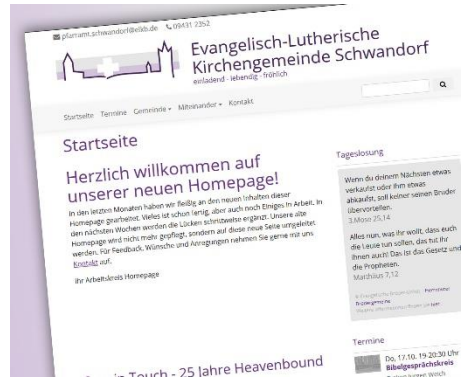 pfarramt.schwandorf@elkb.de 09431 2352
Evangelisch-Lutherische
Kirchengemeinde Schwandorf
einladend - lebendig - fröhlich
Startseite Termine Gemeinde Miteinander Kontakt
Startseite
Herzlich willkommen auf
unserer neuen Homepage!
In den letzten Monaten haben wir fleißig an den neuen Inhalten dieser
Homepage gearbeitet. Vieles ist schon fertig, aber auch noch Einiges in Arbeit. In
den nächsten Wochen werden die Lücken schrittweise ergänzt. Unsere alte
Homepage wird nicht mehr gepflegt, sondern auf diese neue Seite umgeleitet
werden. Für Feedback, Wünsche und Anregungen nehmen Sie gerne mit uns
Kontakt auf.
Ihr Arbeitskreis Homepage
Touch - 25 Jahre Heavenbound
Tageslosung
Wenn du deinem Nächsten etwas
verkaufst oder ihm etwas
abkaufst, soll keiner seinen Bruder
übervorteilen.
3.Mose 25,14
Alles nun, was ihr wollt, dass euch
die Leute tun sollen, das tut ihr
ihnen auch! Das ist das Gesetz und
die Propheten.
Matthäus 7,12
Termine
Do, 17.10. 19-20:30 Uhr
Bibelgesprächskreis